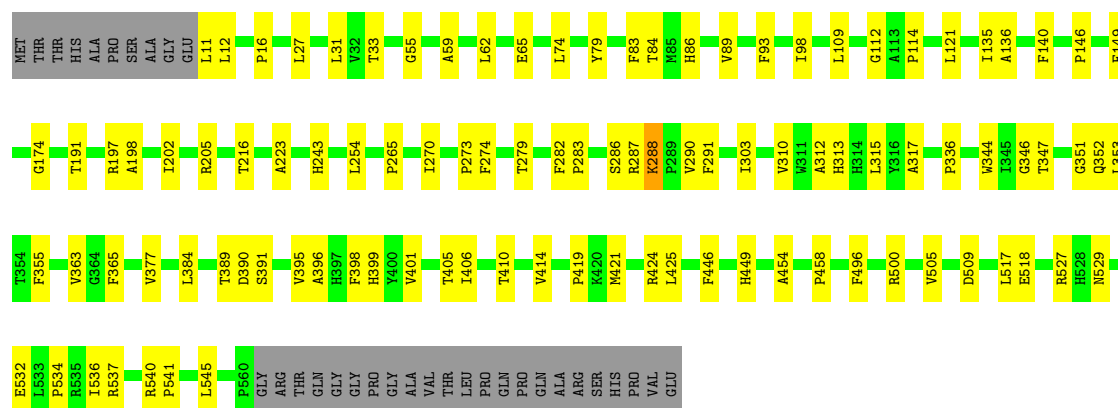 MET
THR
THR
HIS
ALA
PRO
SER
ALA
GLY
GLU
L11
L12
P16
L27
L31
V32
T33
G55
A59
L62
E65
L74
Y79
F83
T84
M85
H86
V89
F93
I98
L109
G112
A113
P114
L121
I135
A136
F140
P146
G174
T191
R197
A198
I202
R205
T216
A223
H243
L254
P265
I270
P273
F274
T279
F282
P283
S286
R287
K288
P289
V290
F291
I303
V310
W311
A312
H313
H314
L315
Y316
A317
P336
W344
I345
G346
T347
G351
Q352
L353
T354
F355
V363
G364
F365
V377
L384
T389
D390
S391
V395
A396
H397
F398
H399
Y400
V401
T405
I406
T410
V414
P419
K420
M421
R424
L425
F446
H449
A454
P458
F496
R500
V505
D509
L517
E518
R527
H528
N529
E532
L533
P534
R535
I536
R537
R540
P541
L545
P560
GLY
ARG
THR
GLN
GLY
GLY
PRO
GLY
ALA
VAL
THR
LEU
PRO
GLN
PRO
GLN
ALA
ARG
SER
HIS
PRO
VAL
GLU